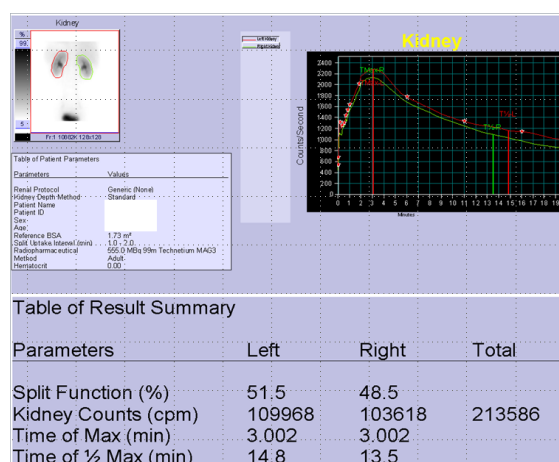 Kidney
%
99
5
Fr:1 10802K 128x128
Left Kidney
Right Kidney
Kidney
Counts/Second
2400
2200
2000
1800
1600
1400
1200
1000
800
600
400
200
0
TMax-R
T½-L
T½-R
0 1 2 3 4 5 6 7 8 9 10 11 12 13 14 15 16 17 18 19
Minutes
Table of Patient Parameters
Parameters Values
Renal Protocol Generic (None)
Kidney Depth Method Standard
Patient Name
Patient ID
Sex
Age
Reference BSA 1.73 m²
Split Uptake Interval (min) 1.0 - 2.0
Radiopharmaceutical 555.0 MBq 99m Technetium MAG3
Method Adult
Hematocrit 0.00
Table of Result Summary
Parameters Left Right Total
Split Function (%) 51.5 48.5
Kidney Counts (cpm) 109968 103618 213586
Time of Max (min) 3.002 3.002
Time of ½ Max (min) 14.8 13.5